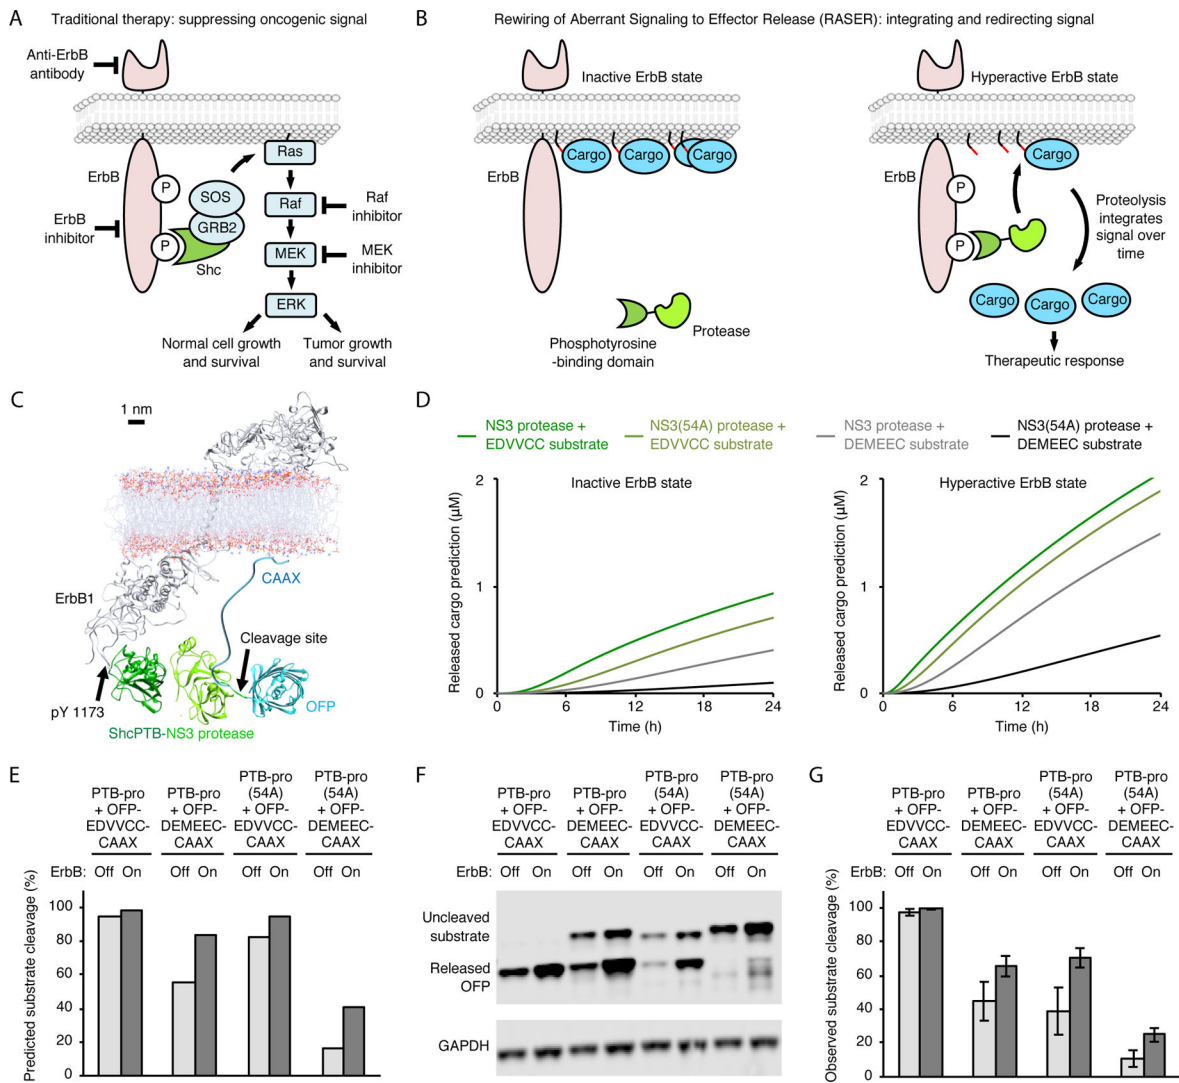 A
Traditional therapy: suppressing oncogenic signal
Anti-ErbB
antibody
ErbB
P
P
ErbB
inhibitor
SOS
GRB2
Shc
Ras
Raf
MEK
ERK
Raf
inhibitor
MEK
inhibitor
Normal cell growth
and survival
Tumor growth
and survival
B
Rewiring of Aberrant Signaling to Effector Release (RASER): integrating and redirecting signal
Inactive ErbB state
Cargo
Cargo
Cargo
ErbB
Phosphotyrosine
-binding domain
Protease
Hyperactive ErbB state
Cargo
ErbB
P
P
Proteolysis
integrates
signal over
time
Cargo
Cargo
Cargo
Therapeutic response
C
1 nm
CAAX
ErbB1
Cleavage site
pY 1173
OFP
ShcPTB-NS3 protease
D
NS3 protease +
EDVVCC substrate
NS3(54A) protease +
EDVVCC substrate
NS3 protease +
DEMEEC substrate
NS3(54A) protease +
DEMEEC substrate
Released cargo prediction (μM)
Inactive ErbB state
2
1
0
0
6
12
18
24
Time (h)
Released cargo prediction (μM)
Hyperactive ErbB state
2
1
0
0
6
12
18
24
Time (h)
E
PTB-pro
+ OFP-
EDVVCC-
CAAX
PTB-pro
+ OFP-
DEMEEC-
CAAX
PTB-pro
(54A)
+ OFP-
EDVVCC-
CAAX
PTB-pro
(54A)
+ OFP-
DEMEEC-
CAAX
ErbB: Off On Off On Off On Off On
Predicted substrate cleavage (%)
100
80
60
40
20
0
F
PTB-pro
+ OFP-
EDVVCC-
CAAX
PTB-pro
+ OFP-
DEMEEC-
CAAX
PTB-pro
(54A)
+ OFP-
EDVVCC-
CAAX
PTB-pro
(54A)
+ OFP-
DEMEEC-
CAAX
ErbB: Off On Off On Off On Off On
Uncleaved
substrate
Released
OFP
GAPDH
G
PTB-pro
+ OFP-
EDVVCC-
CAAX
PTB-pro
+ OFP-
DEMEEC-
CAAX
PTB-pro
(54A)
+ OFP-
EDVVCC-
CAAX
PTB-pro
(54A)
+ OFP-
DEMEEC-
CAAX
ErbB: Off On Off On Off On Off On
Observed substrate cleavage (%)
100
80
60
40
20
0